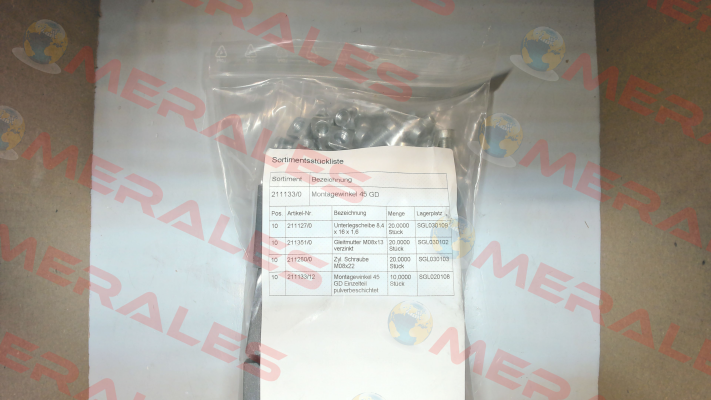 Sortimentsstückliste
Sortiment Bezeichnung
211133/0 Montagewinkel 45 GD
Pos. Artikel-Nr Bezeichnung Menge Lagerplatz
10 211127/0 Unterlegscheibe 8,4 20,0000 SGL030109
x 16 x 1,6 Stück
10 211351/0 Gleitmutter M08x13 20,0000 SGL030102
verzinkt Stück
10 211280/0 Zyl. Schraube 20,0000 SGL030103
M08x22 Stück
10 211133/12 Montagewinkel 45 10,0000 SGL020108
GD Einzelteil Stück
pulverbeschichtet
MERALES
MERALES
MERALES
MERALES
MERALES
MERALES